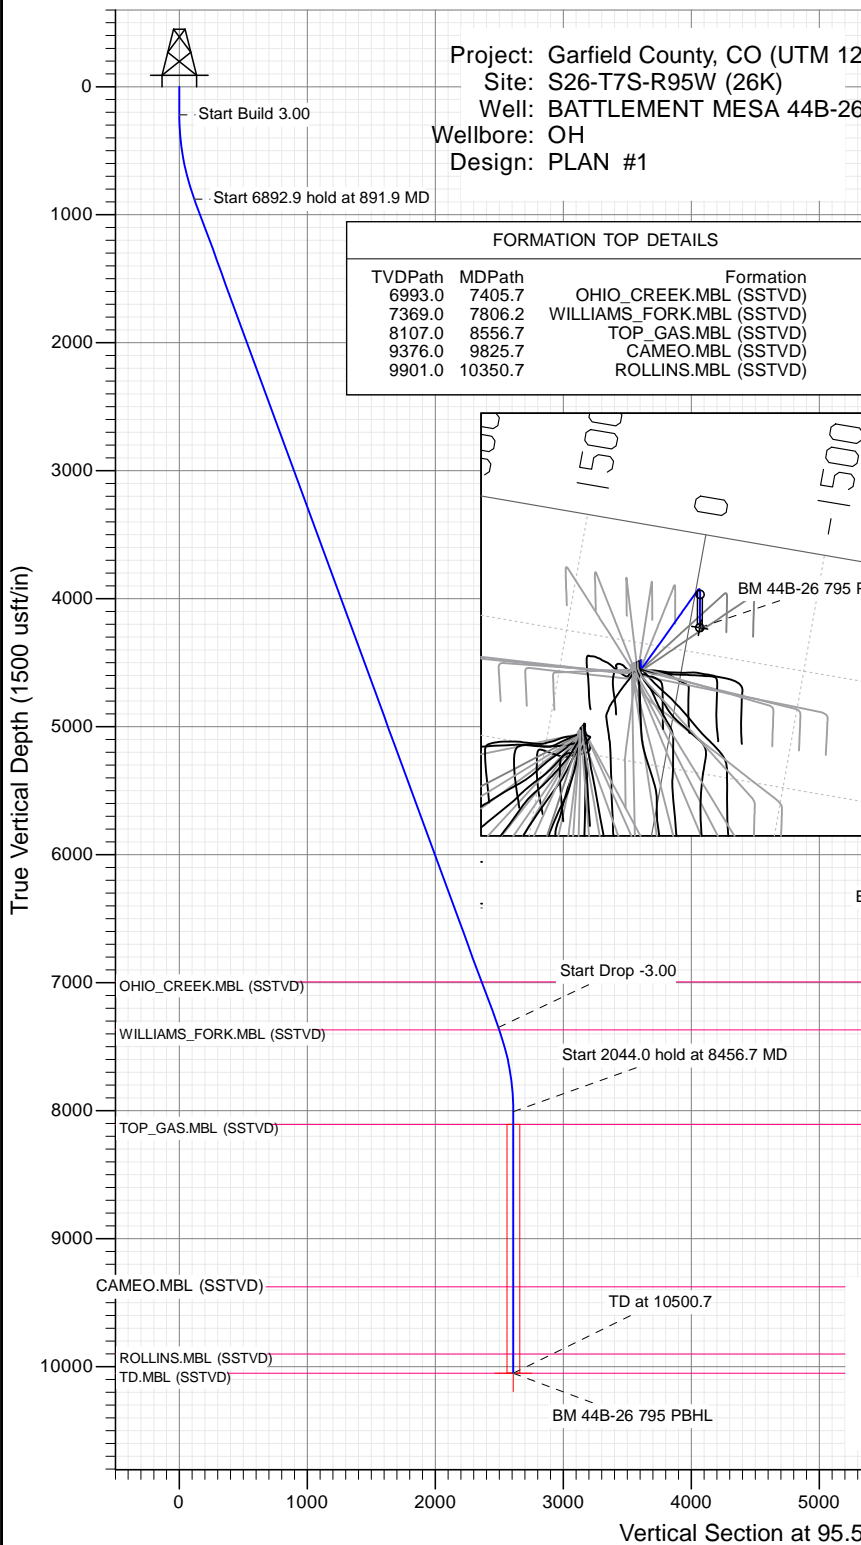 Project: Garfield County, CO (UTM 12
Site: S26-T7S-R95W (26K)
Well: BATTLEMENT MESA 44B-26
Wellbore: OH
Design: PLAN #1
0
Start Build 3.00
Start 6892.9 hold at 891.9 MD
1000
FORMATION TOP DETAILS
TVDPath MDPath Formation
6993.0 7405.7 OHIO_CREEK.MBL (SSTVD)
7369.0 7806.2 WILLIAMS_FORK.MBL (SSTVD)
8107.0 8556.7 TOP_GAS.MBL (SSTVD)
9376.0 9825.7 CAMEO.MBL (SSTVD)
9901.0 10350.7 ROLLINS.MBL (SSTVD)
2000
3000
1500
0
-1500
BM 44B-26 795 P
4000
5000
6000
True Vertical Depth (1500 usft/in)
7000
Start Drop -3.00
OHIO_CREEK.MBL (SSTVD)
WILLIAMS_FORK.MBL (SSTVD)
Start 2044.0 hold at 8456.7 MD
8000
TOP_GAS.MBL (SSTVD)
9000
CAMEO.MBL (SSTVD)
TD at 10500.7
ROLLINS.MBL (SSTVD)
10000
TD.MBL (SSTVD)
BM 44B-26 795 PBHL
0 1000 2000 3000 4000 5000
Vertical Section at 95.5